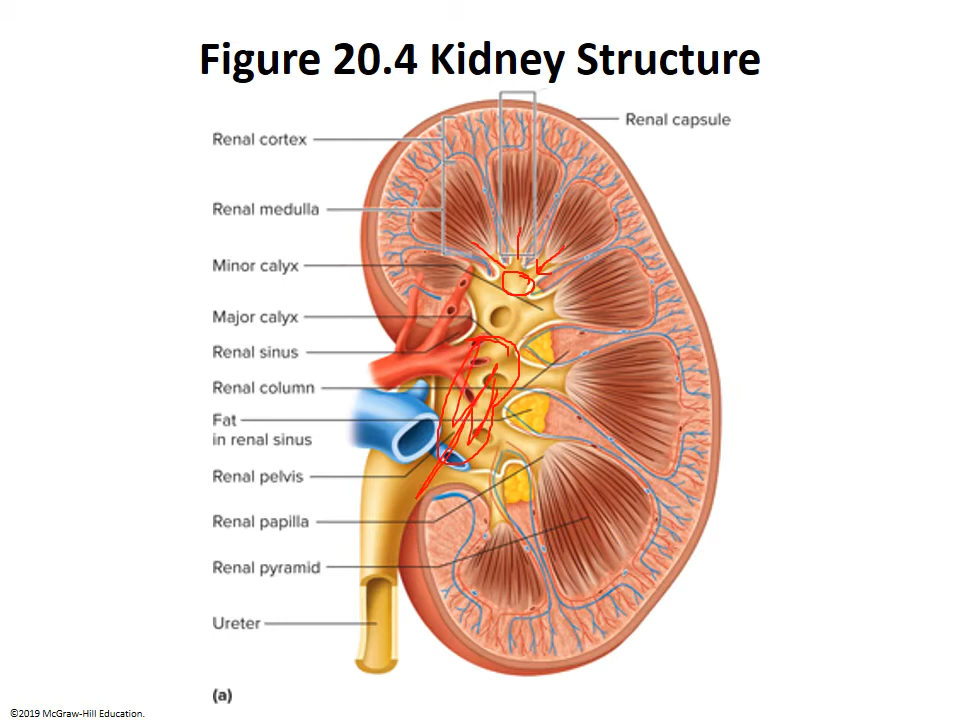 Figure 20.4 Kidney Structure
Renal capsule
Renal cortex
Renal medulla
Minor calyx
Major calyx
Renal sinus
Renal column
Fat
in renal sinus
Renal pelvis
Renal papilla
Renal pyramid
Ureter
(a)
©2019 McGraw-Hill Education.